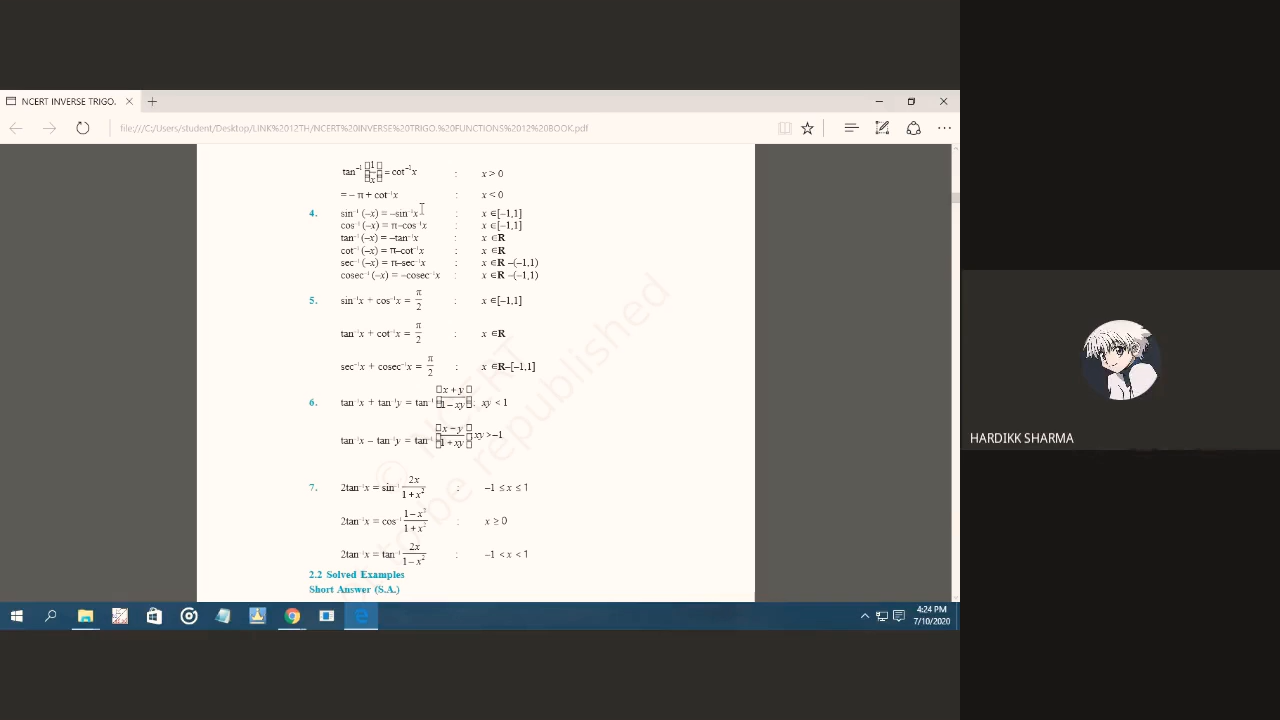 NCERT INVERSE TRIGO.
file:///C:/Users/student/Desktop/LINK%2012TH/NCERT%20INVERSE%20TRIGO.%20FUNCTIONS%2012%20BOOK.pdf
tan⁻¹ (1/x) = cot⁻¹x : x > 0
= – π + cot⁻¹x : x < 0
4. sin⁻¹ (–x) = –sin⁻¹x : x ∈[–1,1]
cos⁻¹ (–x) = π–cos⁻¹x : x ∈[–1,1]
tan⁻¹ (–x) = –tan⁻¹x : x ∈R
cot⁻¹ (–x) = π–cot⁻¹x : x ∈R
sec⁻¹ (–x) = π–sec⁻¹x : x ∈R –(–1,1)
cosec⁻¹ (–x) = –cosec⁻¹x : x ∈R –(–1,1)
5. sin⁻¹x + cos⁻¹x = π/2 : x ∈[–1,1]
tan⁻¹x + cot⁻¹x = π/2 : x ∈R
sec⁻¹x + cosec⁻¹x = π/2 : x ∈R–[–1,1]
6. tan⁻¹x + tan⁻¹y = tan⁻¹ (x + y / 1 – xy) : xy < 1
tan⁻¹x – tan⁻¹y = tan⁻¹ (x – y / 1 + xy) xy > –1
7. 2tan⁻¹x = sin⁻¹ 2x / 1 + x² : –1 ≤ x ≤ 1
2tan⁻¹x = cos⁻¹ 1 – x² / 1 + x² : x ≥ 0
2tan⁻¹x = tan⁻¹ 2x / 1 – x² : –1 < x < 1
2.2 Solved Examples
Short Answer (S.A.)
© NCERT
to be republished
HARDIKK SHARMA
4:24 PM
7/10/2020